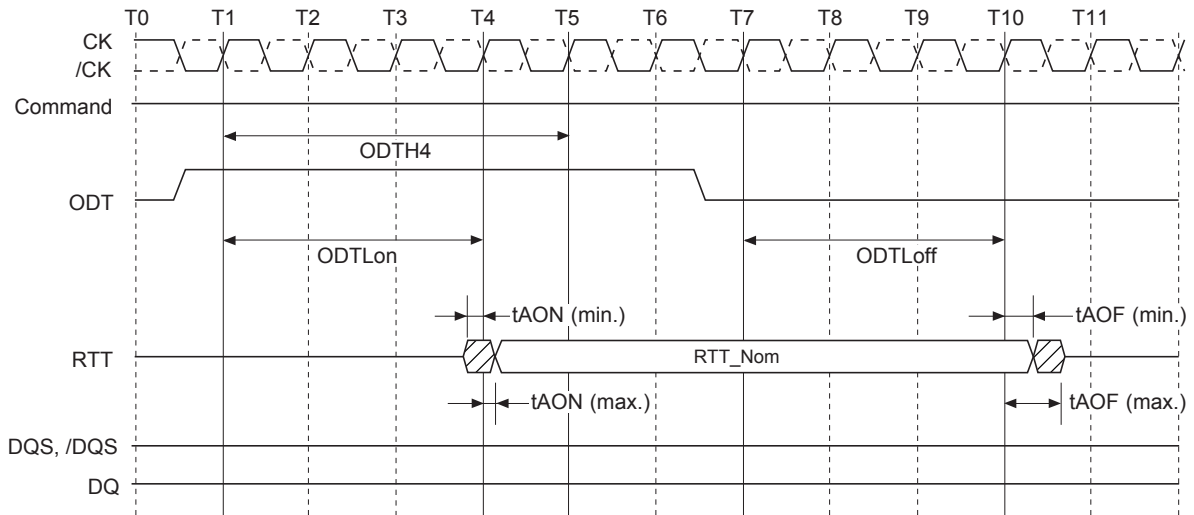 T0 T1 T2 T3 T4 T5 T6 T7 T8 T9 T10 T11
CK
/CK
Command
ODTH4
ODT
ODTLon
ODTLoff
tAON (min.)
tAOF (min.)
RTT
RTT_Nom
tAON (max.)
tAOF (max.)
DQS, /DQS
DQ